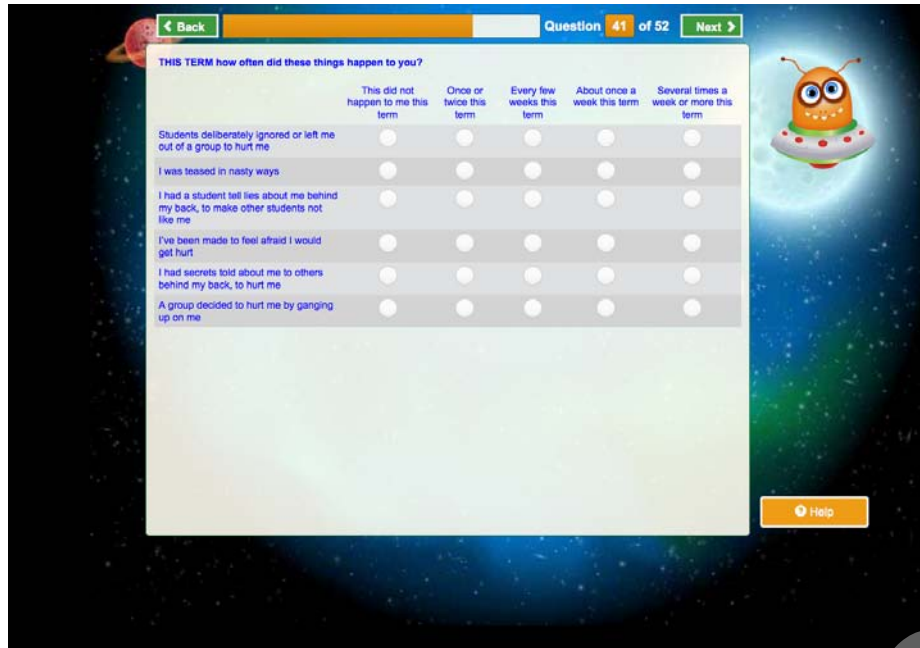 Back
Question 41 of 52
Next
THIS TERM how often did these things happen to you?
This did not
happen to me this
term
Once or
twice this
term
Every few
weeks this
term
About once a
week this term
Several times a
week or more this
term
Students deliberately ignored or left me
out of a group to hurt me
I was teased in nasty ways
I had a student tell lies about me behind
my back, to make other students not
like me
I've been made to feel afraid I would
get hurt
I had secrets told about me to others
behind my back, to hurt me
A group decided to hurt me by ganging
up on me
Help